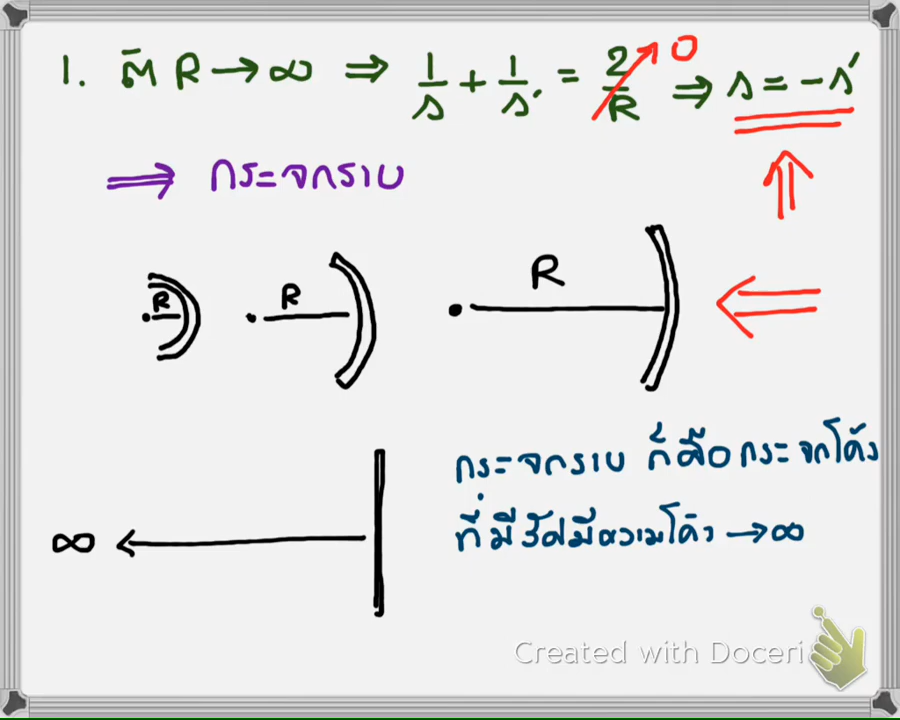 1. ถ้า R → ∞ ⇒ 1/s + 1/s' = 2/R → 0 ⇒ s = -s'
⇒ กระจกราบ
R
R
R
กระจกราบ ก็คือกระจกโค้ง
∞
ที่มีรัศมีความโค้ง → ∞
Created with Doceri